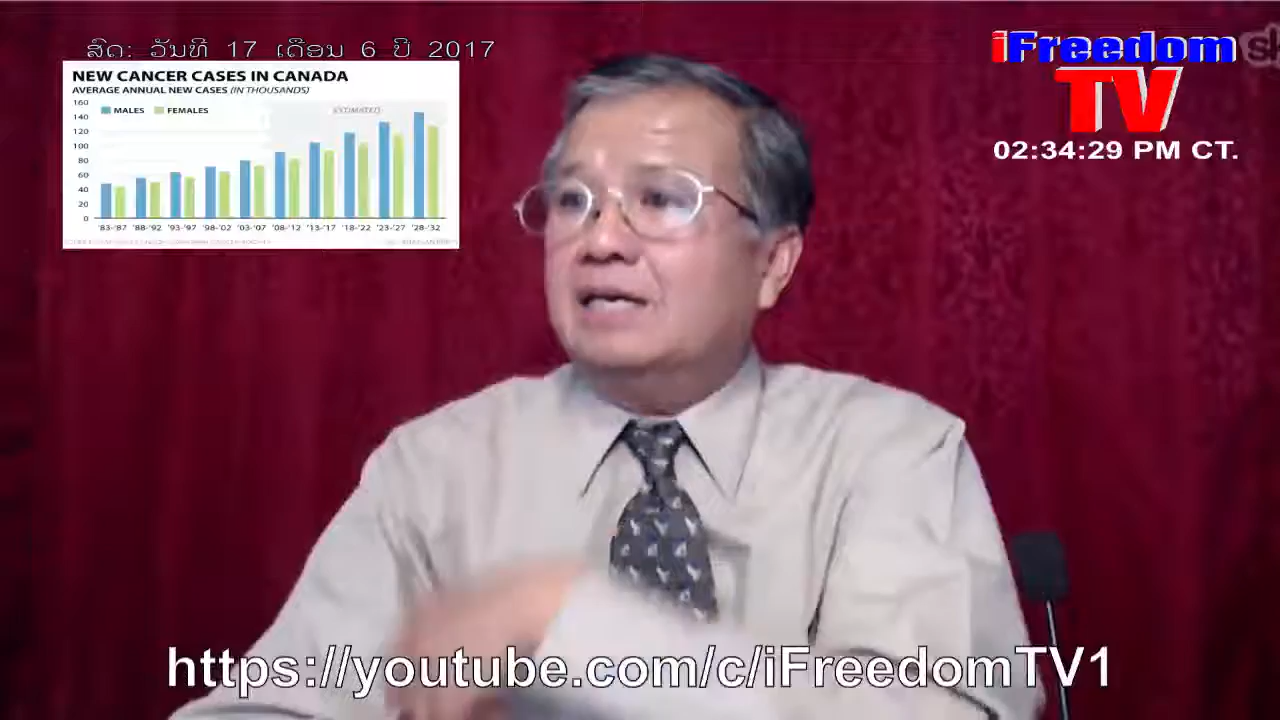 ສົດ: ວັນທີ 17 ເດືອນ 6 ປີ 2017
iFreedom
TV
02:34:29 PM CT.
NEW CANCER CASES IN CANADA
AVERAGE ANNUAL NEW CASES (IN THOUSANDS)
MALES FEMALES ESTIMATED
160
140
120
100
80
60
40
20
0
'83-'87 '88-'92 '93-'97 '98-'02 '03-'07 '08-'12 '13-'17 '18-'22 '23-'27 '28-'32
https://youtube.com/c/iFreedomTV1